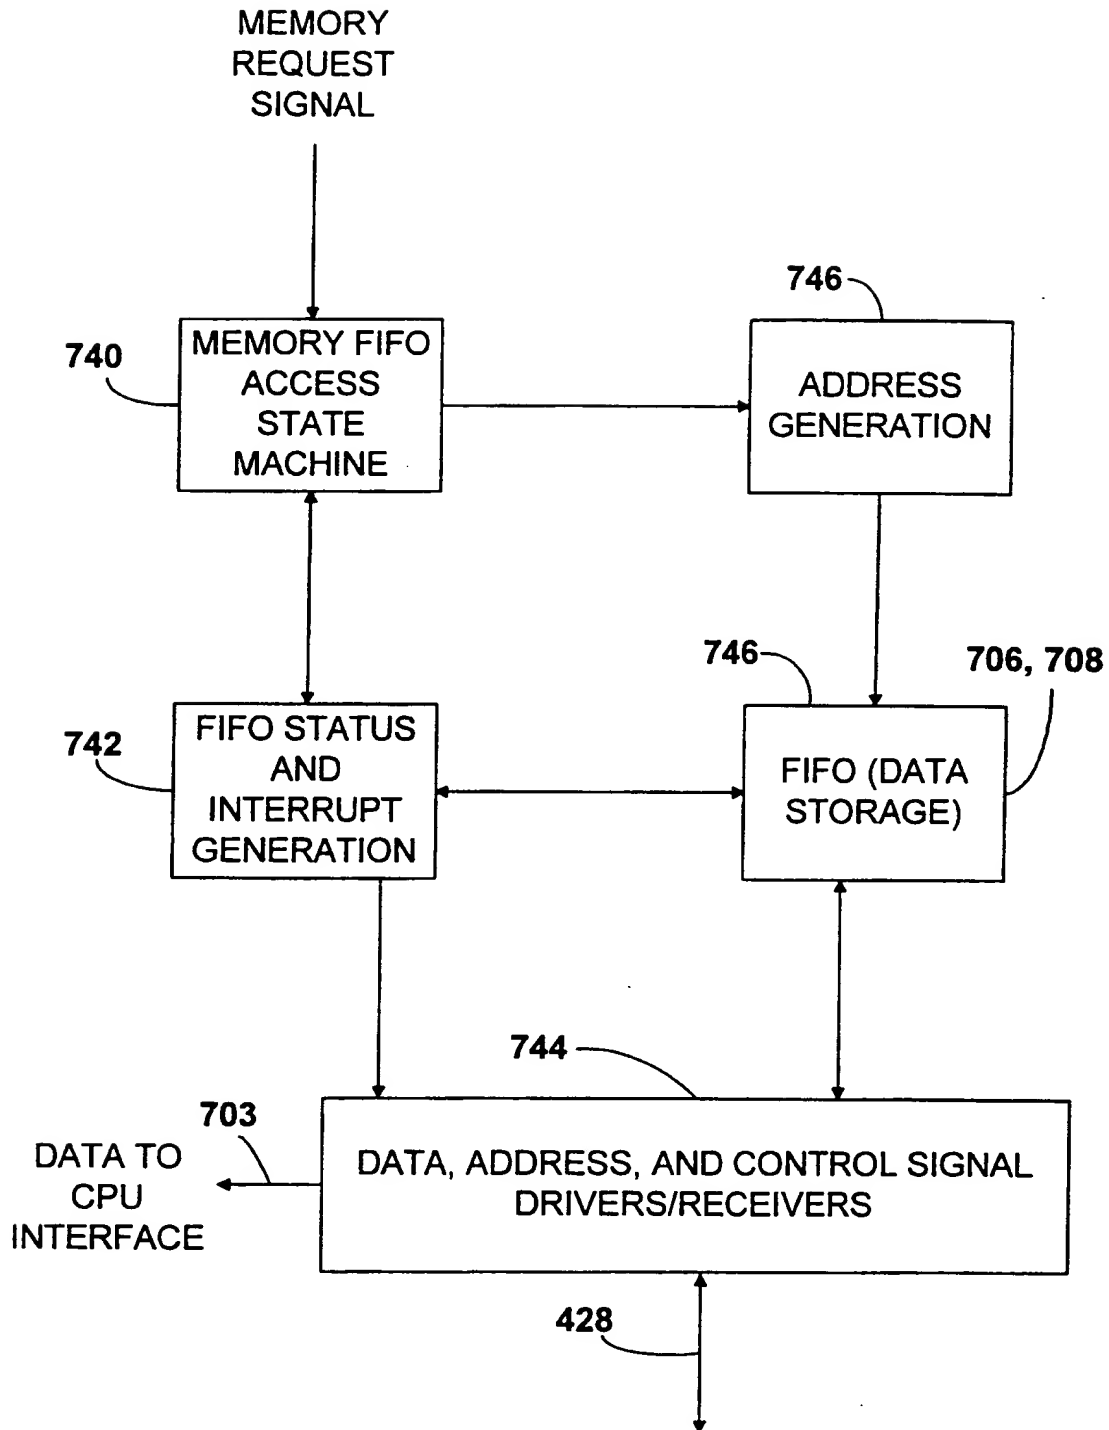 MEMORY
REQUEST
SIGNAL
746
740
MEMORY FIFO
ACCESS
STATE
MACHINE
ADDRESS
GENERATION
746
706, 708
742
FIFO STATUS
AND
INTERRUPT
GENERATION
FIFO (DATA
STORAGE)
744
703
DATA TO
CPU
INTERFACE
DATA, ADDRESS, AND CONTROL SIGNAL
DRIVERS/RECEIVERS
428